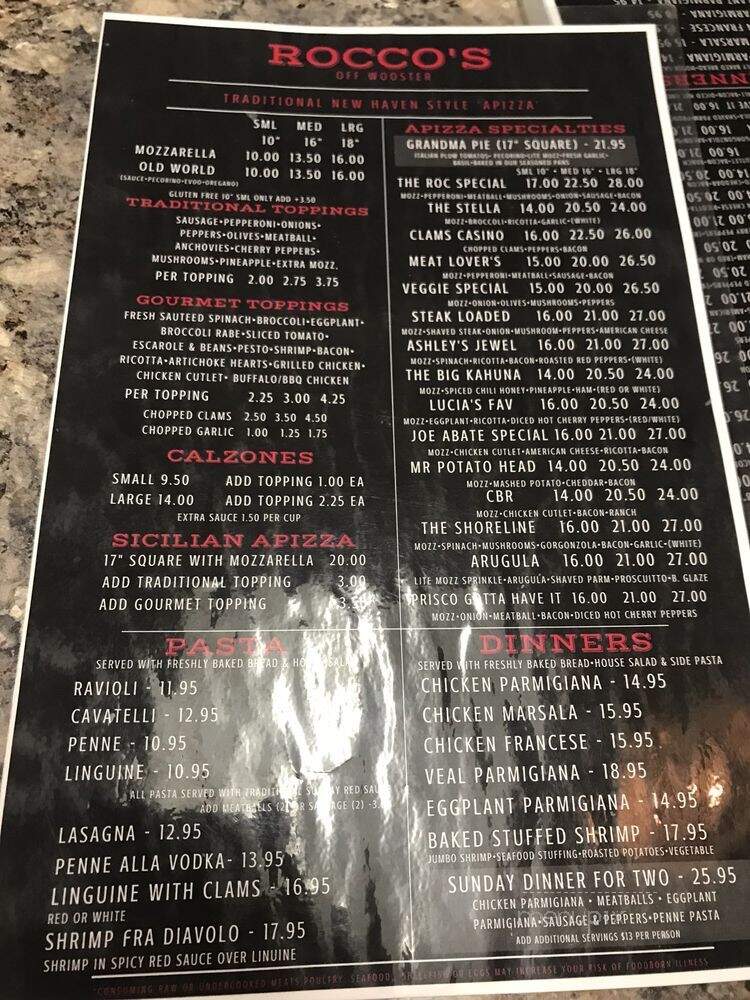 ROCCO'S
OFF WOOSTER
TRADITIONAL NEW HAVEN STYLE 'APIZZA'
SML MED LRG
10" 16" 18"
MOZZARELLA 10.00 13.50 16.00
OLD WORLD 10.00 13.50 16.00
(SAUCE•PECORINO•EVOO•OREGANO)
GLUTEN FREE 10" SML ONLY ADD +3.50
TRADITIONAL TOPPINGS
SAUSAGE•PEPPERONI•ONIONS•
PEPPERS•OLIVES•MEATBALL•
ANCHOVIES•CHERRY PEPPERS•
MUSHROOMS•PINEAPPLE•EXTRA MOZZ.
PER TOPPING 2.00 2.75 3.75
GOURMET TOPPINGS
FRESH SAUTEED SPINACH•BROCCOLI•EGGPLANT•
BROCCOLI RABE•SLICED TOMATO•
ESCAROLE & BEANS•PESTO•SHRIMP•BACON•
RICOTTA•ARTICHOKE HEARTS•GRILLED CHICKEN•
CHICKEN CUTLET• BUFFALO/BBQ CHICKEN
PER TOPPING 2.25 3.00 4.25
CHOPPED CLAMS 2.50 3.50 4.50
CHOPPED GARLIC 1.00 1.25 1.75
CALZONES
SMALL 9.50 ADD TOPPING 1.00 EA
LARGE 14.00 ADD TOPPING 2.25 EA
EXTRA SAUCE 1.50 PER CUP
SICILIAN APIZZA
17" SQUARE WITH MOZZARELLA 20.00
ADD TRADITIONAL TOPPING 3.00
ADD GOURMET TOPPING 3.50
APIZZA SPECIALTIES
GRANDMA PIE (17" SQUARE) - 21.95
ITALIAN PLUM TOMATOS• PECORINO•LITE MOZZ•FRESH GARLIC•
BASIL•BAKED IN OUR SEASONED PANS
SML 10" • MED 16" • LRG 18"
THE ROC SPECIAL 17.00 22.50 28.00
MOZZ•PEPPERONI•MEATBALL•MUSHROOMS•ONION•SAUSAGE•BACON
THE STELLA 14.00 20.50 24.00
MOZZ•BROCCOLI•RICOTTA•GARLIC•(WHITE)
CLAMS CASINO 16.00 22.50 26.00
CHOPPED CLAMS•PEPPERS•BACON
MEAT LOVER'S 15.00 20.00 26.50
MOZZ•PEPPERONI•MEATBALL•SAUSAGE•BACON
VEGGIE SPECIAL 15.00 20.00 26.50
MOZZ•ONION•OLIVES•MUSHROOMS•PEPPERS
STEAK LOADED 16.00 21.00 27.00
MOZZ•SHAVED STEAK•ONION•MUSHROOM•PEPPERS•AMERICAN CHEESE
ASHLEY'S JEWEL 16.00 21.00 27.00
MOZZ•SPINACH•RICOTTA•BACON•ROASTED RED PEPPERS•(WHITE)
THE BIG KAHUNA 14.00 20.50 24.00
MOZZ•SPICED CHILI HONEY•PINEAPPLE•HAM•(RED OR WHITE)
LUCIA'S FAV 16.00 20.50 24.00
MOZZ•EGGPLANT•RICOTTA•DICED HOT CHERRY PEPPERS•(RED/WHITE)
JOE ABATE SPECIAL 16.00 21.00 27.00
MOZZ•CHICKEN CUTLET•AMERICAN CHEESE•RICOTTA•BACON
MR POTATO HEAD 14.00 20.50 24.00
MOZZ•MASHED POTATO•CHEDDAR•BACON
CBR 14.00 20.50 24.00
MOZZ•CHICKEN CUTLET•BACON•RANCH
THE SHORELINE 16.00 21.00 27.00
MOZZ•SPINACH•MUSHROOMS•GORGONZOLA•BACON•GARLIC•(WHITE)
ARUGULA 16.00 21.00 27.00
LITE MOZZ SPRINKLE•ARUGULA•SHAVED PARM•PROSCUITTO•B. GLAZE
PRISCO GOTTA HAVE IT 16.00 21.00 27.00
MOZZ•ONION•MEATBALL•BACON•DICED HOT CHERRY PEPPERS
PASTA
SERVED WITH FRESHLY BAKED BREAD & HOUSE SALAD
RAVIOLI - 11.95
CAVATELLI - 12.95
PENNE - 10.95
LINGUINE - 10.95
ALL PASTA SERVED WITH TRADITIONAL SUNDAY RED SAUCE
ADD MEATBALLS (2) OR SAUSAGE (2) -3.
LASAGNA - 12.95
PENNE ALLA VODKA- 13.95
LINGUINE WITH CLAMS - 16.95
RED OR WHITE
SHRIMP FRA DIAVOLO - 17.95
SHRIMP IN SPICY RED SAUCE OVER LINUINE
DINNERS
SERVED WITH FRESHLY BAKED BREAD•HOUSE SALAD & SIDE PASTA
CHICKEN PARMIGIANA - 14.95
CHICKEN MARSALA - 15.95
CHICKEN FRANCESE - 15.95
VEAL PARMIGIANA - 18.95
EGGPLANT PARMIGIANA - 14.95
BAKED STUFFED SHRIMP - 17.95
JUMBO SHRIMP•SEAFOOD STUFFING•ROASTED POTATOES•VEGETABLE
SUNDAY DINNER FOR TWO - 25.95
CHICKEN PARMIGIANA • MEATBALLS • EGGPLANT
PARMIGIANA•SAUSAGE & PEPPERS•PENNE PASTA
*ADD ADDITIONAL SERVINGS $13 PER PERSON
*CONSUMING RAW OR UNDERCOOKED MEATS POULTRY, SEAFOOD, SHELLFISH OR EGGS MAY INCREASE YOUR RISK OF FOODBORN ILLNESS